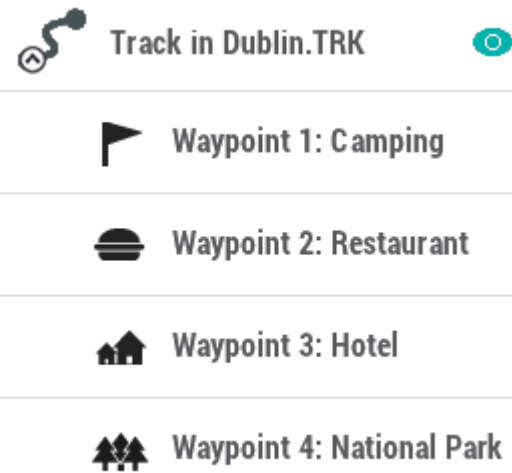 Track in Dublin.TRK
Waypoint 1: Camping
Waypoint 2: Restaurant
Waypoint 3: Hotel
Waypoint 4: National Park